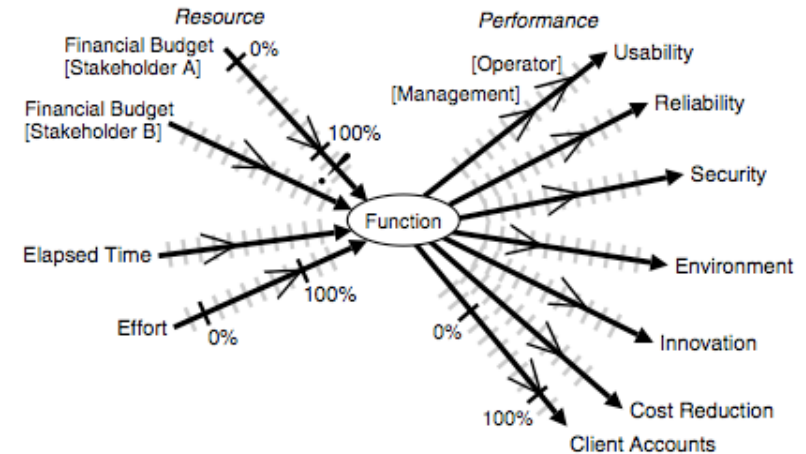 Resource
Financial Budget
[Stakeholder A]
0%
Financial Budget
[Stakeholder B]
100%
Elapsed Time
Effort
0%
100%
Function
Performance
[Operator]
[Management]
Usability
Reliability
Security
Environment
Innovation
Cost Reduction
Client Accounts
0%
100%